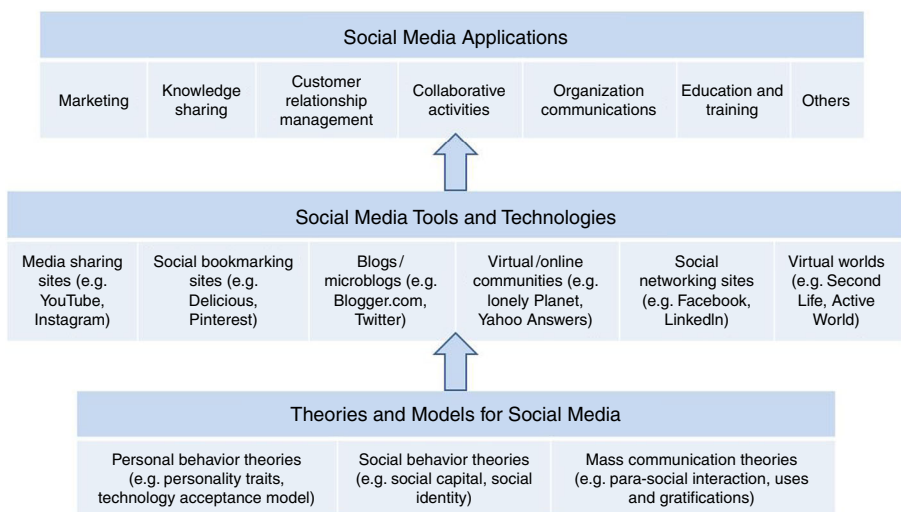 Social Media Applications
Marketing
Knowledge
sharing
Customer
relationship
management
Collaborative
activities
Organization
communications
Education and
training
Others
Social Media Tools and Technologies
Media sharing
sites (e.g.
YouTube,
Instagram)
Social bookmarking
sites (e.g.
Delicious,
Pinterest)
Blogs/
microblogs (e.g.
Blogger.com,
Twitter)
Virtual/online
communities (e.g.
lonely Planet,
Yahoo Answers)
Social
networking sites
(e.g. Facebook,
LinkedIn)
Virtual worlds
(e.g. Second
Life, Active
World)
Theories and Models for Social Media
Personal behavior theories
(e.g. personality traits,
technology acceptance model)
Social behavior theories
(e.g. social capital, social
identity)
Mass communication theories
(e.g. para-social interaction, uses
and gratifications)